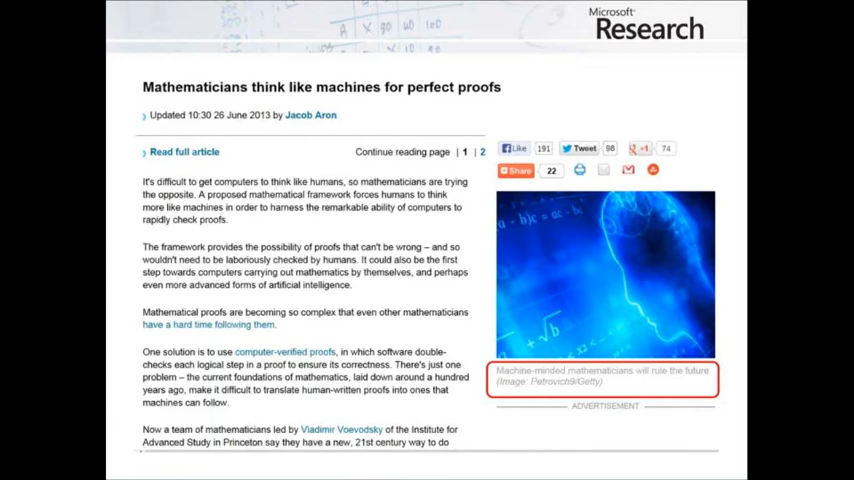 Microsoft
Research
Mathematicians think like machines for perfect proofs
Updated 10:30 26 June 2013 by Jacob Aron
Read full article
Continue reading page | 1 | 2
Like 191 Tweet 98 +1 74
Share 22
It's difficult to get computers to think like humans, so mathematicians are trying
the opposite. A proposed mathematical framework forces humans to think
more like machines in order to harness the remarkable ability of computers to
rapidly check proofs.
The framework provides the possibility of proofs that can't be wrong – and so
wouldn't need to be laboriously checked by humans. It could also be the first
step towards computers carrying out mathematics by themselves, and perhaps
even more advanced forms of artificial intelligence.
Mathematical proofs are becoming so complex that even other mathematicians
have a hard time following them.
One solution is to use computer-verified proofs, in which software double-
checks each logical step in a proof to ensure its correctness. There's just one
problem – the current foundations of mathematics, laid down around a hundred
years ago, make it difficult to translate human-written proofs into ones that
machines can follow.
Now a team of mathematicians led by Vladimir Voevodsky of the Institute for
Advanced Study in Princeton say they have a new, 21st century way to do
Machine-minded mathematicians will rule the future
(Image: Petrovich9/Getty)
ADVERTISEMENT